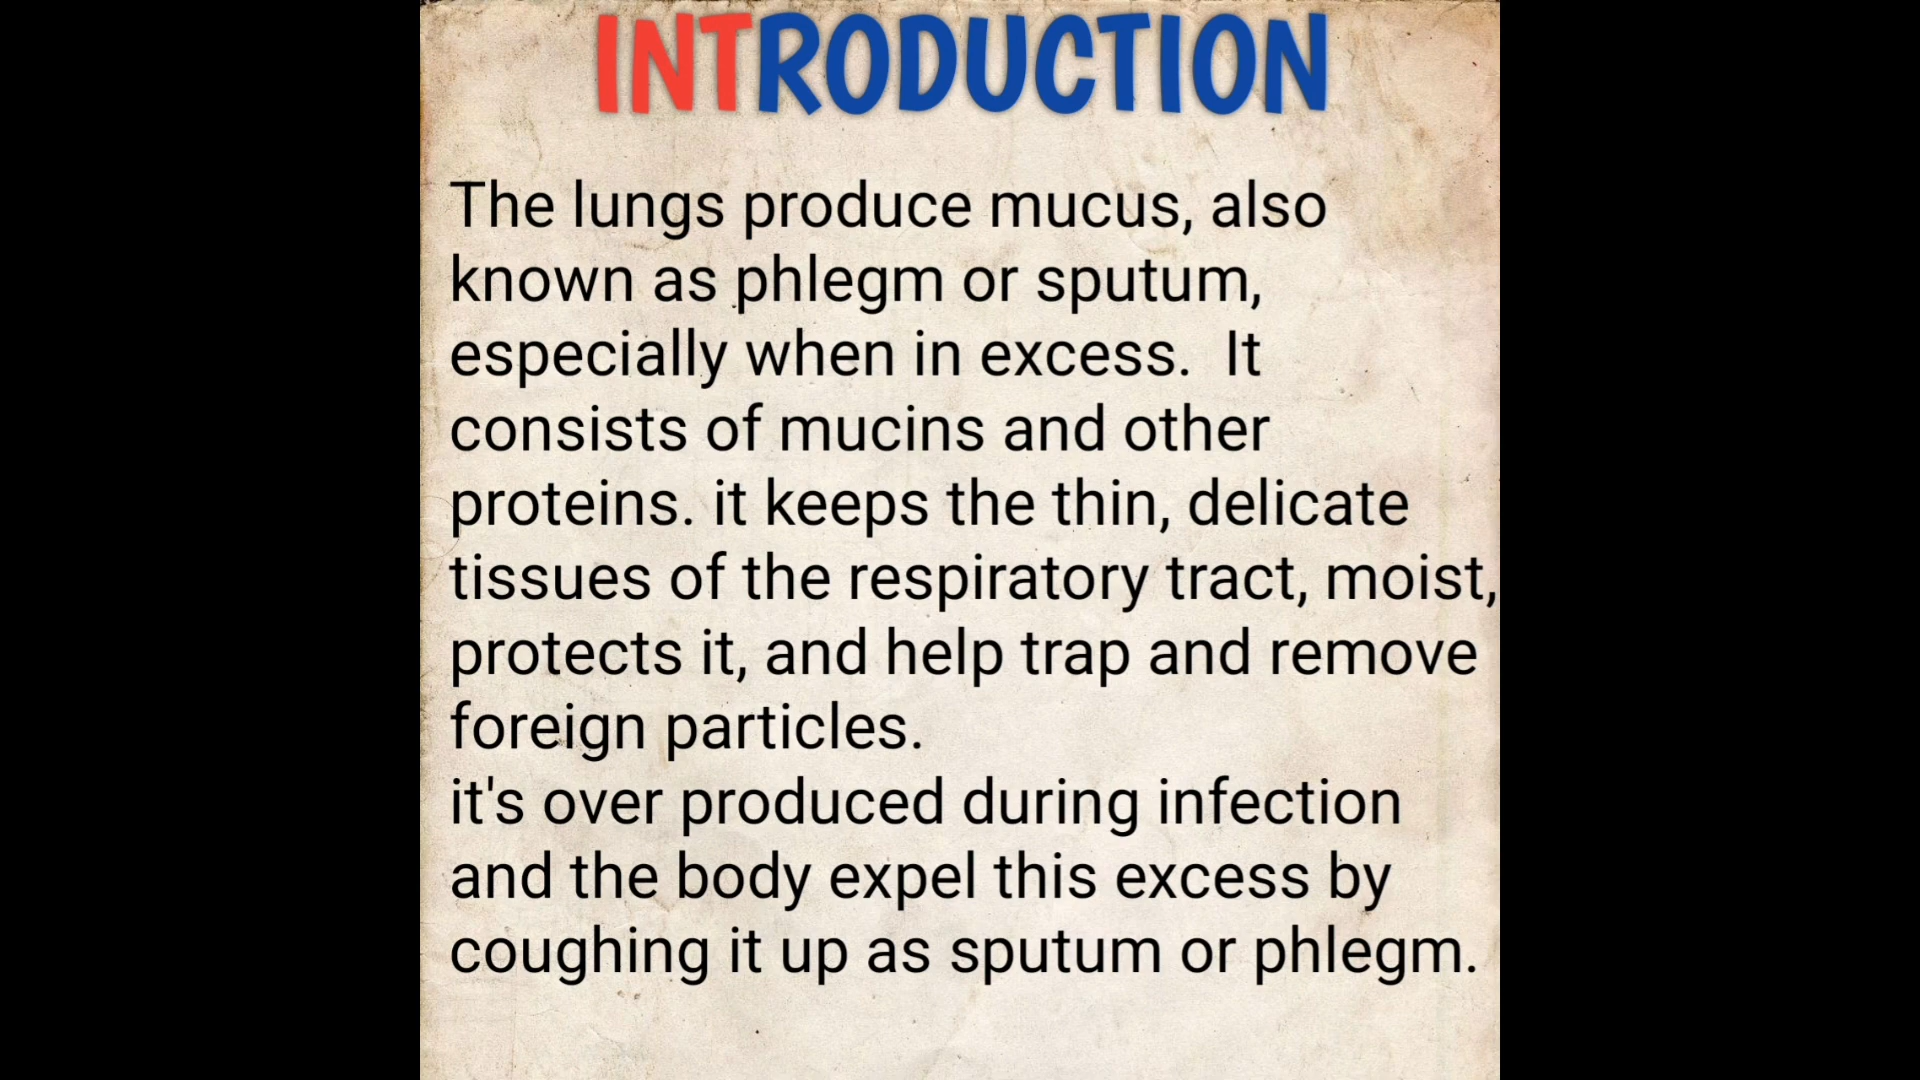 INTRODUCTION
The lungs produce mucus, also
known as phlegm or sputum,
especially when in excess.  It
consists of mucins and other
proteins. it keeps the thin, delicate
tissues of the respiratory tract, moist,
protects it, and help trap and remove
foreign particles.
it's over produced during infection
and the body expel this excess by
coughing it up as sputum or phlegm.